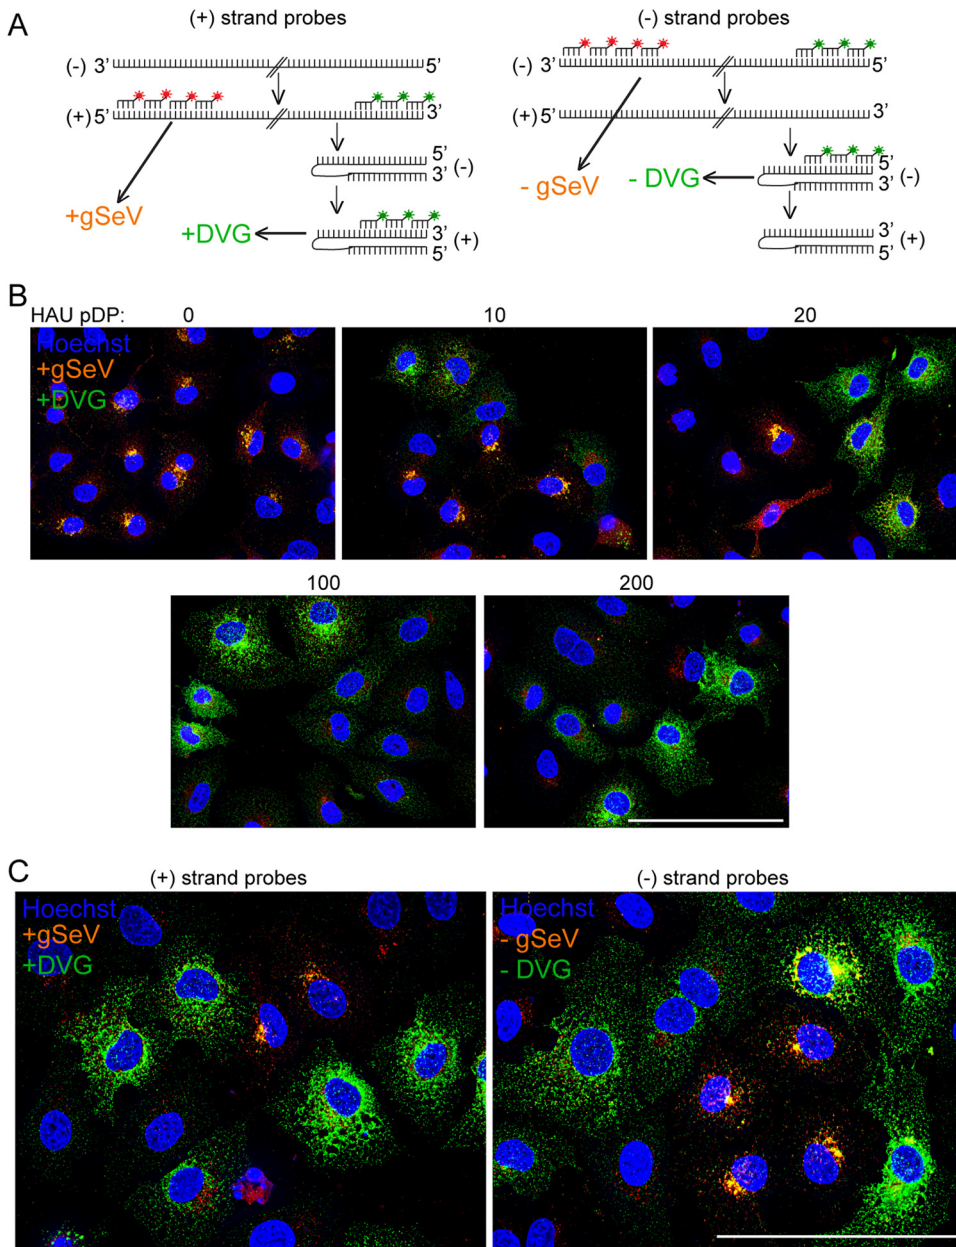 A
(+) strand probes
(-) strand probes
(-) 3' 5'
(+) 5' 3'
5'
3' (-)
+gSeV
+DVG
3'
5' (+)
(-) 3' 5'
(+) 5' 3'
- gSeV
- DVG
5'
3' (-)
3'
5' (+)
B
HAU pDP: 0 10 20
Hoechst
+gSeV
+DVG
100 200
C
(+) strand probes
(-) strand probes
Hoechst
+gSeV
+DVG
Hoechst
- gSeV
- DVG